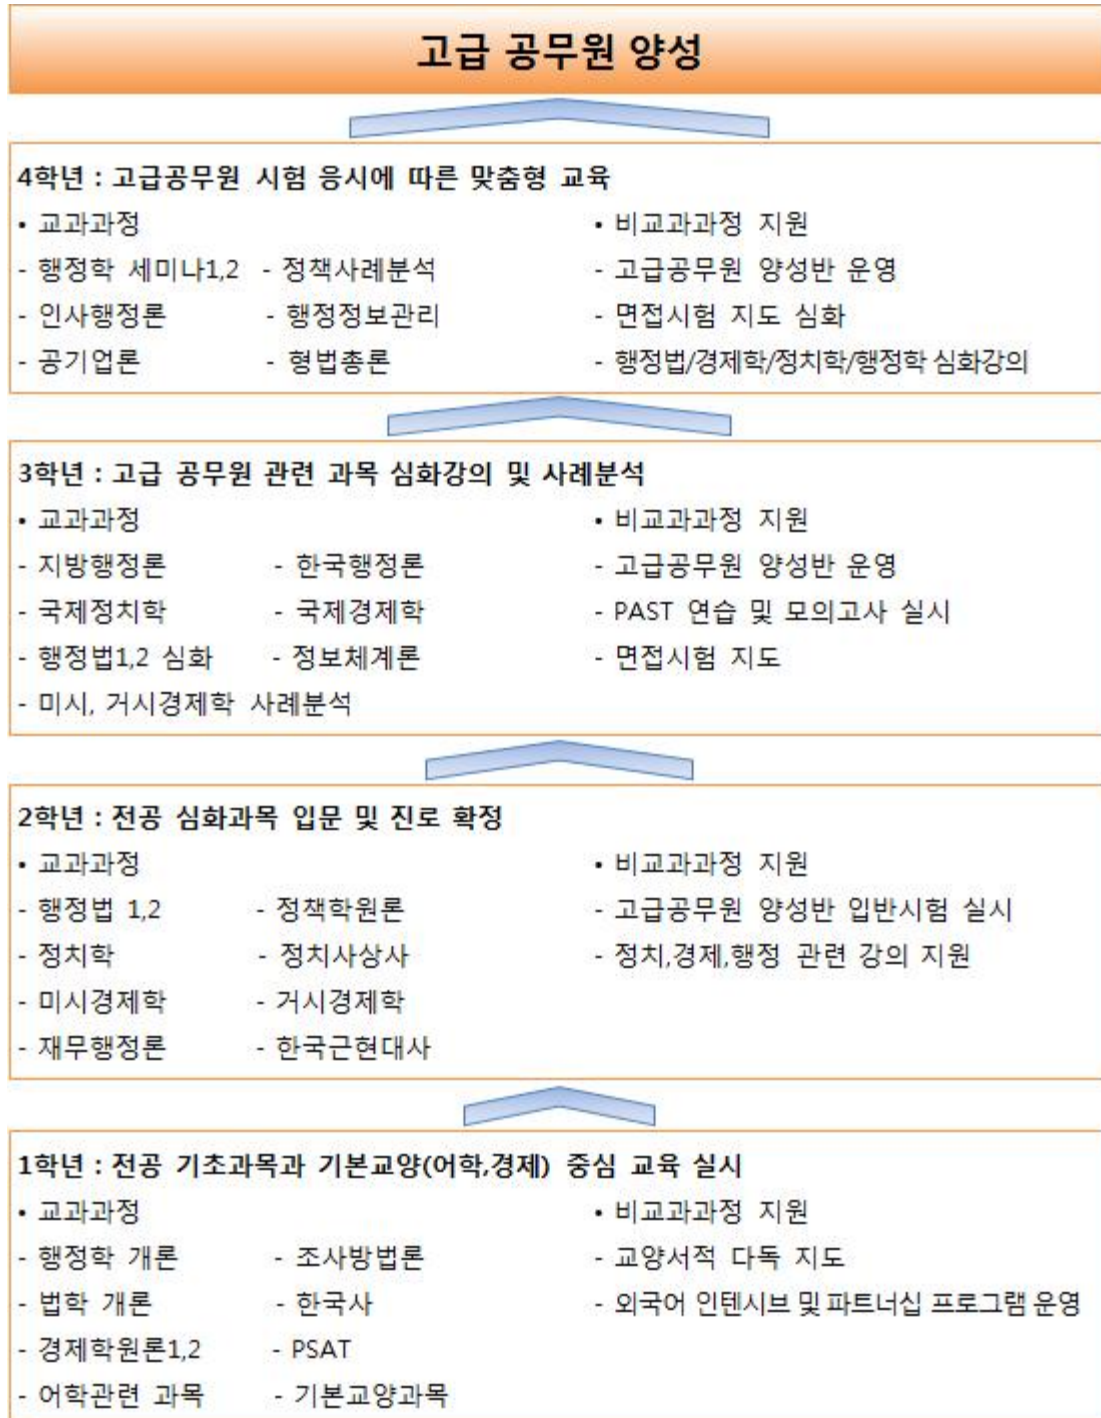 고급 공무원 양성
4학년 : 고급공무원 시험 응시에 따른 맞춤형 교육
• 교과과정 • 비교과과정 지원
- 행정학 세미나1,2 - 정책사례분석 - 고급공무원 양성반 운영
- 인사행정론 - 행정정보관리 - 면접시험 지도 심화
- 공기업론 - 형법총론 - 행정법/경제학/정치학/행정학 심화강의
3학년 : 고급 공무원 관련 과목 심화강의 및 사례분석
• 교과과정 • 비교과과정 지원
- 지방행정론 - 한국행정론 - 고급공무원 양성반 운영
- 국제정치학 - 국제경제학 - PAST 연습 및 모의고사 실시
- 행정법1,2 심화 - 정보체계론 - 면접시험 지도
- 미시, 거시경제학 사례분석
2학년 : 전공 심화과목 입문 및 진로 확정
• 교과과정 • 비교과과정 지원
- 행정법 1,2 - 정책학원론 - 고급공무원 양성반 입반시험 실시
- 정치학 - 정치사상사 - 정치,경제,행정 관련 강의 지원
- 미시경제학 - 거시경제학
- 재무행정론 - 한국근현대사
1학년 : 전공 기초과목과 기본교양(어학,경제) 중심 교육 실시
• 교과과정 • 비교과과정 지원
- 행정학 개론 - 조사방법론 - 교양서적 다독 지도
- 법학 개론 - 한국사 - 외국어 인텐시브 및 파트너십 프로그램 운영
- 경제학원론1,2 - PSAT
- 어학관련 과목 - 기본교양과목